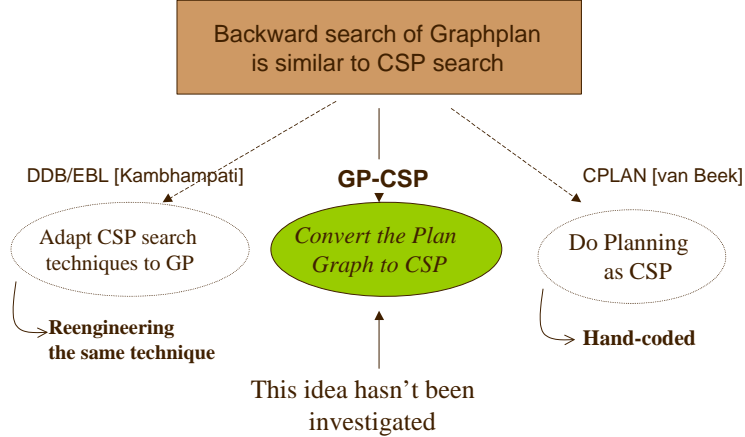 Backward search of Graphplan
is similar to CSP search
DDB/EBL [Kambhampati]
GP-CSP
CPLAN [van Beek]
Adapt CSP search
techniques to GP
Convert the Plan
Graph to CSP
Do Planning
as CSP
Reengineering
the same technique
Hand-coded
This idea hasn't been
investigated